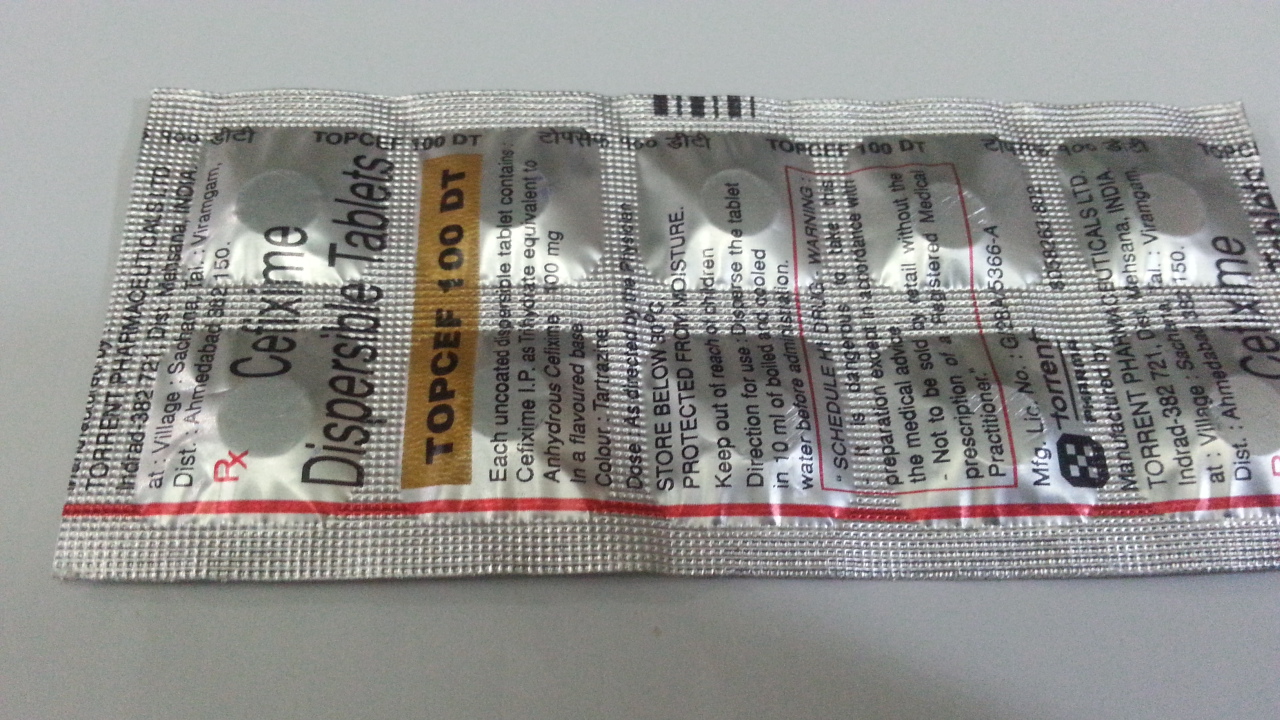 TORRENT PHARMACEUTICALS LTD.
Indrad-382 721, Dist. Mehsana, INDIA,
at : Village : Sachana, Tal. : Viramgam,
Dist. : Ahmedabad 382 150.
Rx Cefixime
Dispersible Tablets
TOPCEF 100 DT
Each uncoated dispersible tablet contains :
Cefixime I.P. as Trihydrate equivalent to
Anhydrous Cefixime 100 mg
In a flavoured base
Colour: Tartrazine
Dose: As directed by the Physician
STORE BELOW 30°C,
PROTECTED FROM MOISTURE.
Keep out of reach of children
Direction for use : Disperse the tablet
in 10 ml of boiled and cooled
water before administration.
"SCHEDULE H DRUG - WARNING :
- It is dangerous to take this
preparation except in accordance with
the medical advice
- Not to be sold by retail without the
prescription of a Registered Medical
Practitioner."
Mfg. Lic. No. :
torrent
PHARMA
Manufactured by :
TORRENT PHARMACEUTICALS LTD.
Indrad-382 721, Dist. Mehsana, INDIA
at : Village : Sachana, Tal. : Viramgam,
Dist. : Ahmedabad 382 150.
Cefixime
100 डीटी TOPCEF 100 DT टोपसेफ 100 डीटी TOPCEF 100 DT 100